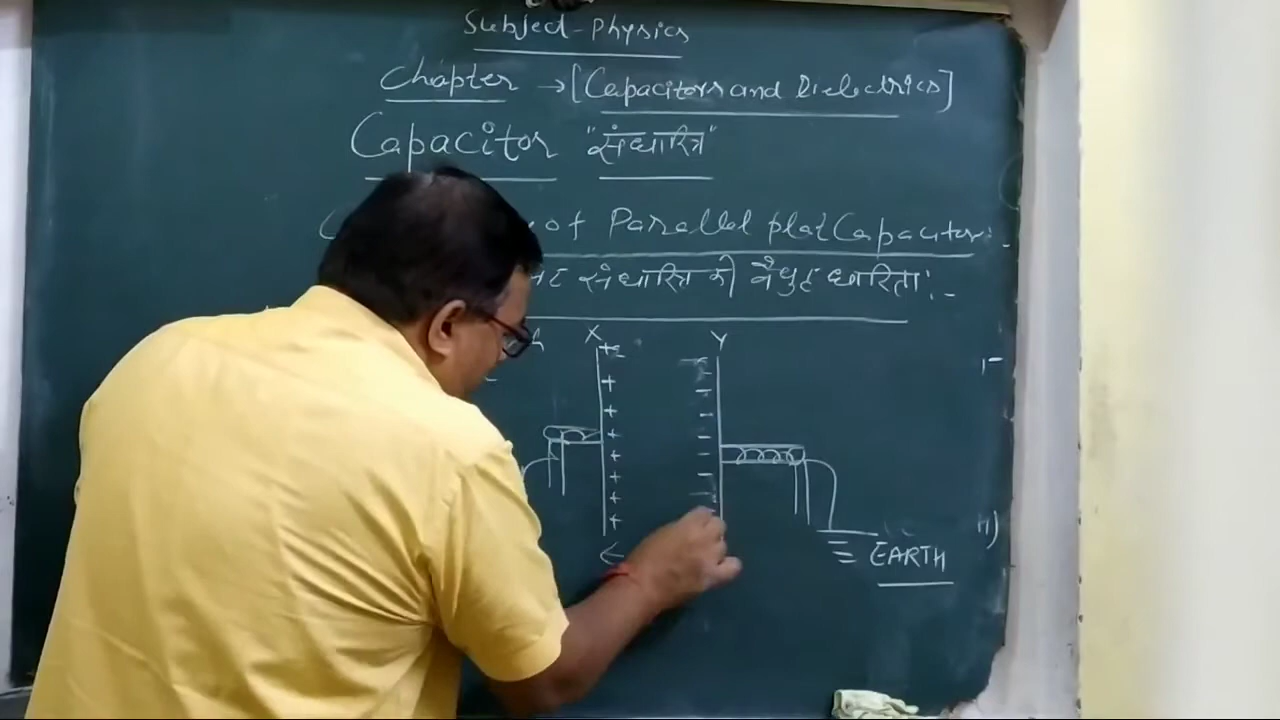 Subject-Physics
Chapter → [Capacitors and Dielectrics]
Capacitor "संधारित्र"
of Parallel plat Capacitor:-
संधारित्र की वैधुत धारिता:-
X Y
EARTH